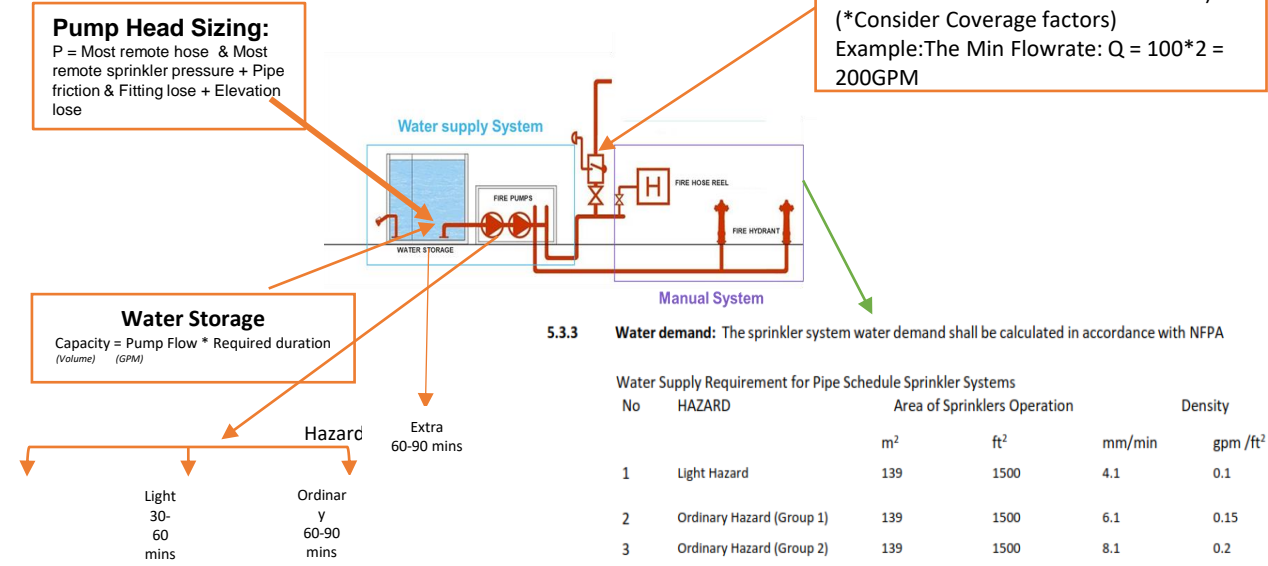 Pump Head Sizing:
P = Most remote hose & Most
remote sprinkler pressure + Pipe
friction & Fitting lose + Elevation
lose
(*Consider Coverage factors)
Example:The Min Flowrate: Q = 100*2 =
200GPM
Water supply System
FIRE PUMPS
WATER STORAGE
H
FIRE HOSE REEL
FIRE HYDRANT
Manual System
Water Storage
Capacity = Pump Flow * Required duration
(Volume) (GPM)
Hazard
Light
30-
60
mins
Ordinar
y
60-90
mins
Extra
60-90 mins
5.3.3 Water demand: The sprinkler system water demand shall be calculated in accordance with NFPA
Water Supply Requirement for Pipe Schedule Sprinkler Systems
No HAZARD Area of Sprinklers Operation Density
m² ft² mm/min gpm /ft²
1 Light Hazard 139 1500 4.1 0.1
2 Ordinary Hazard (Group 1) 139 1500 6.1 0.15
3 Ordinary Hazard (Group 2) 139 1500 8.1 0.2